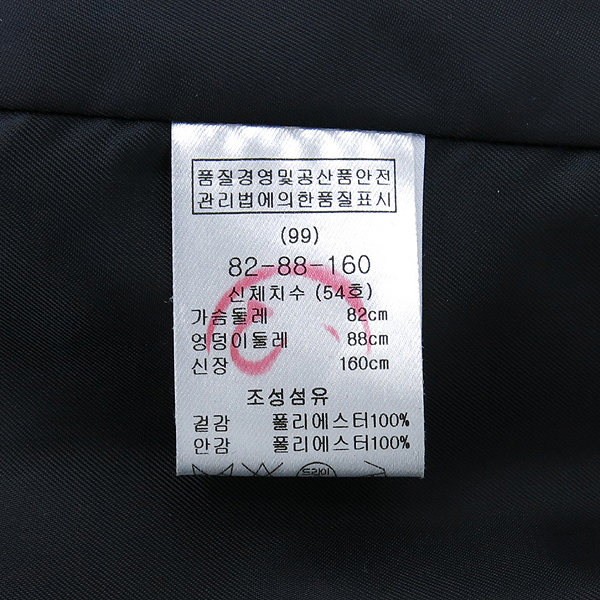 품질경영및공산품안전
관리법에의한품질표시
(99)
82-88-160
신체치수 (54호)
가슴둘레 82cm
엉덩이둘레 88cm
신장 160cm
조성섬유
겉감 폴리에스터100%
안감 폴리에스터100%
드라이